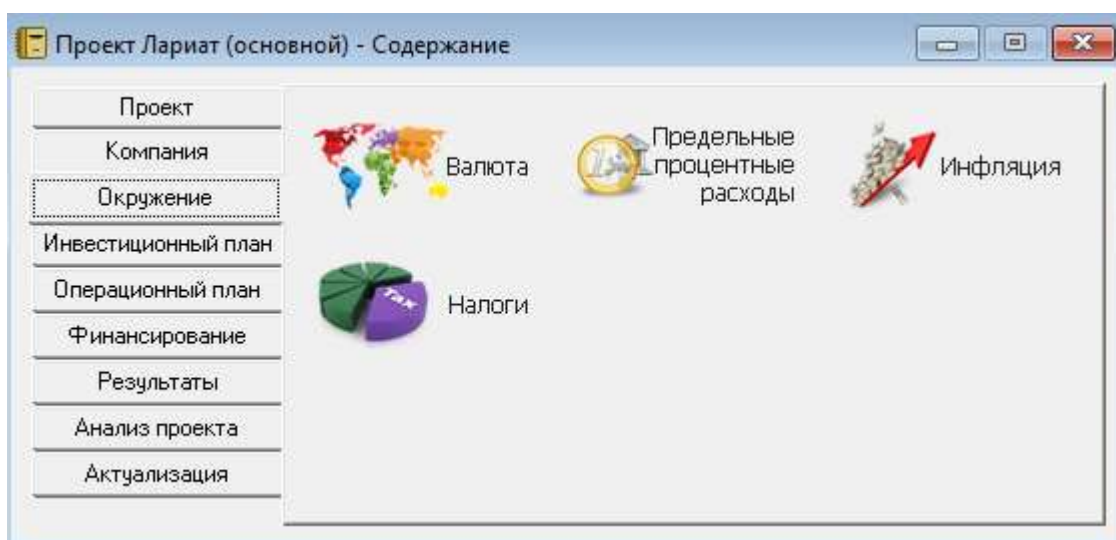 Проект Лариат (основной) - Содержание
Проект
Компания
Окружение
Инвестиционный план
Операционный план
Финансирование
Результаты
Анализ проекта
Актуализация
Валюта
Предельные
процентные
расходы
Инфляция
Tax
Налоги